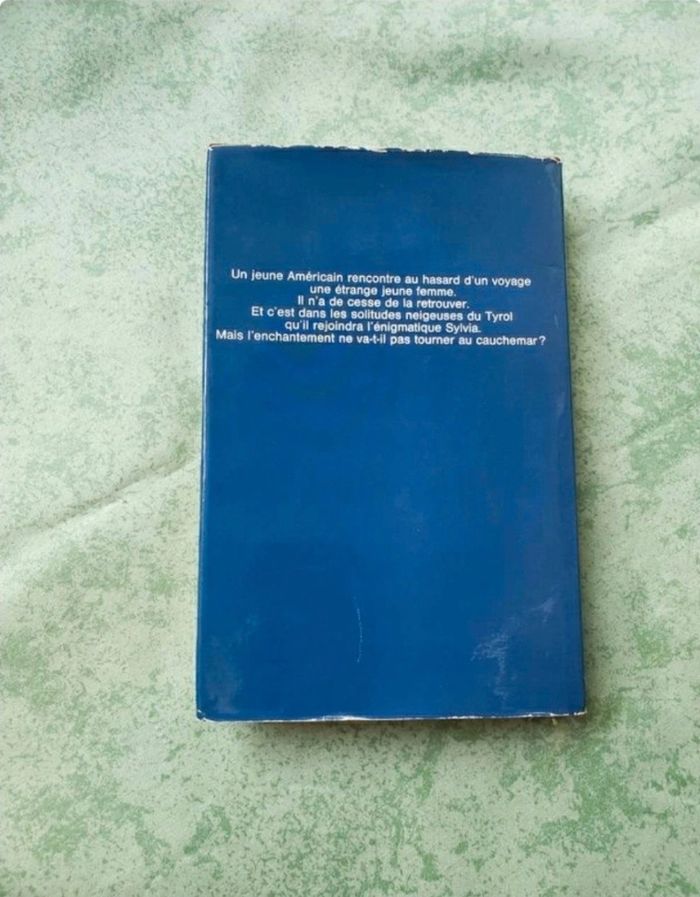 Un jeune Américain rencontre au hasard d'un voyage
une étrange jeune femme.
Il n'a de cesse de la retrouver.
Et c'est dans les solitudes neigeuses du Tyrol
qu'il rejoindra l'énigmatique Sylvia.
Mais l'enchantement ne va-t-il pas tourner au cauchemar ?